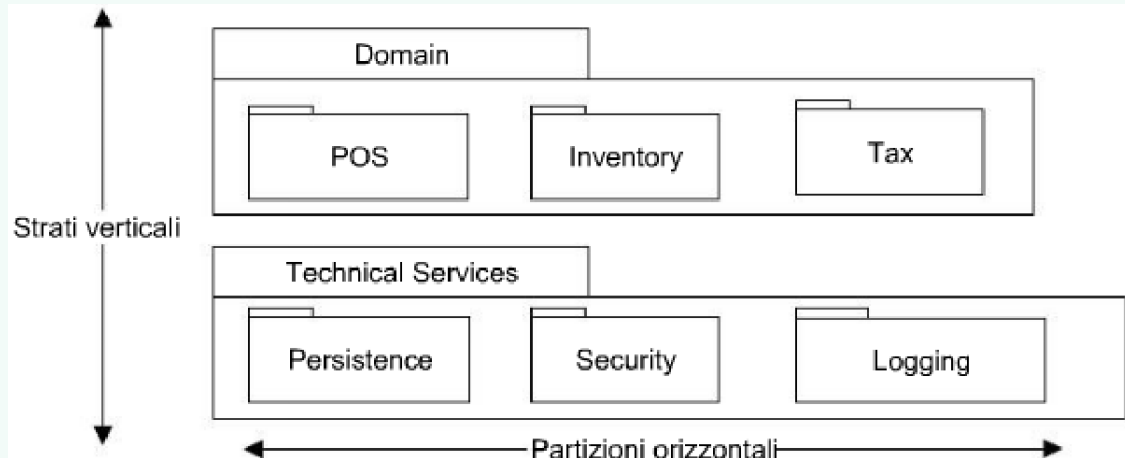 Domain
POS
Inventory
Tax
Strati verticali
Technical Services
Persistence
Security
Logging
Partizioni orizzontali